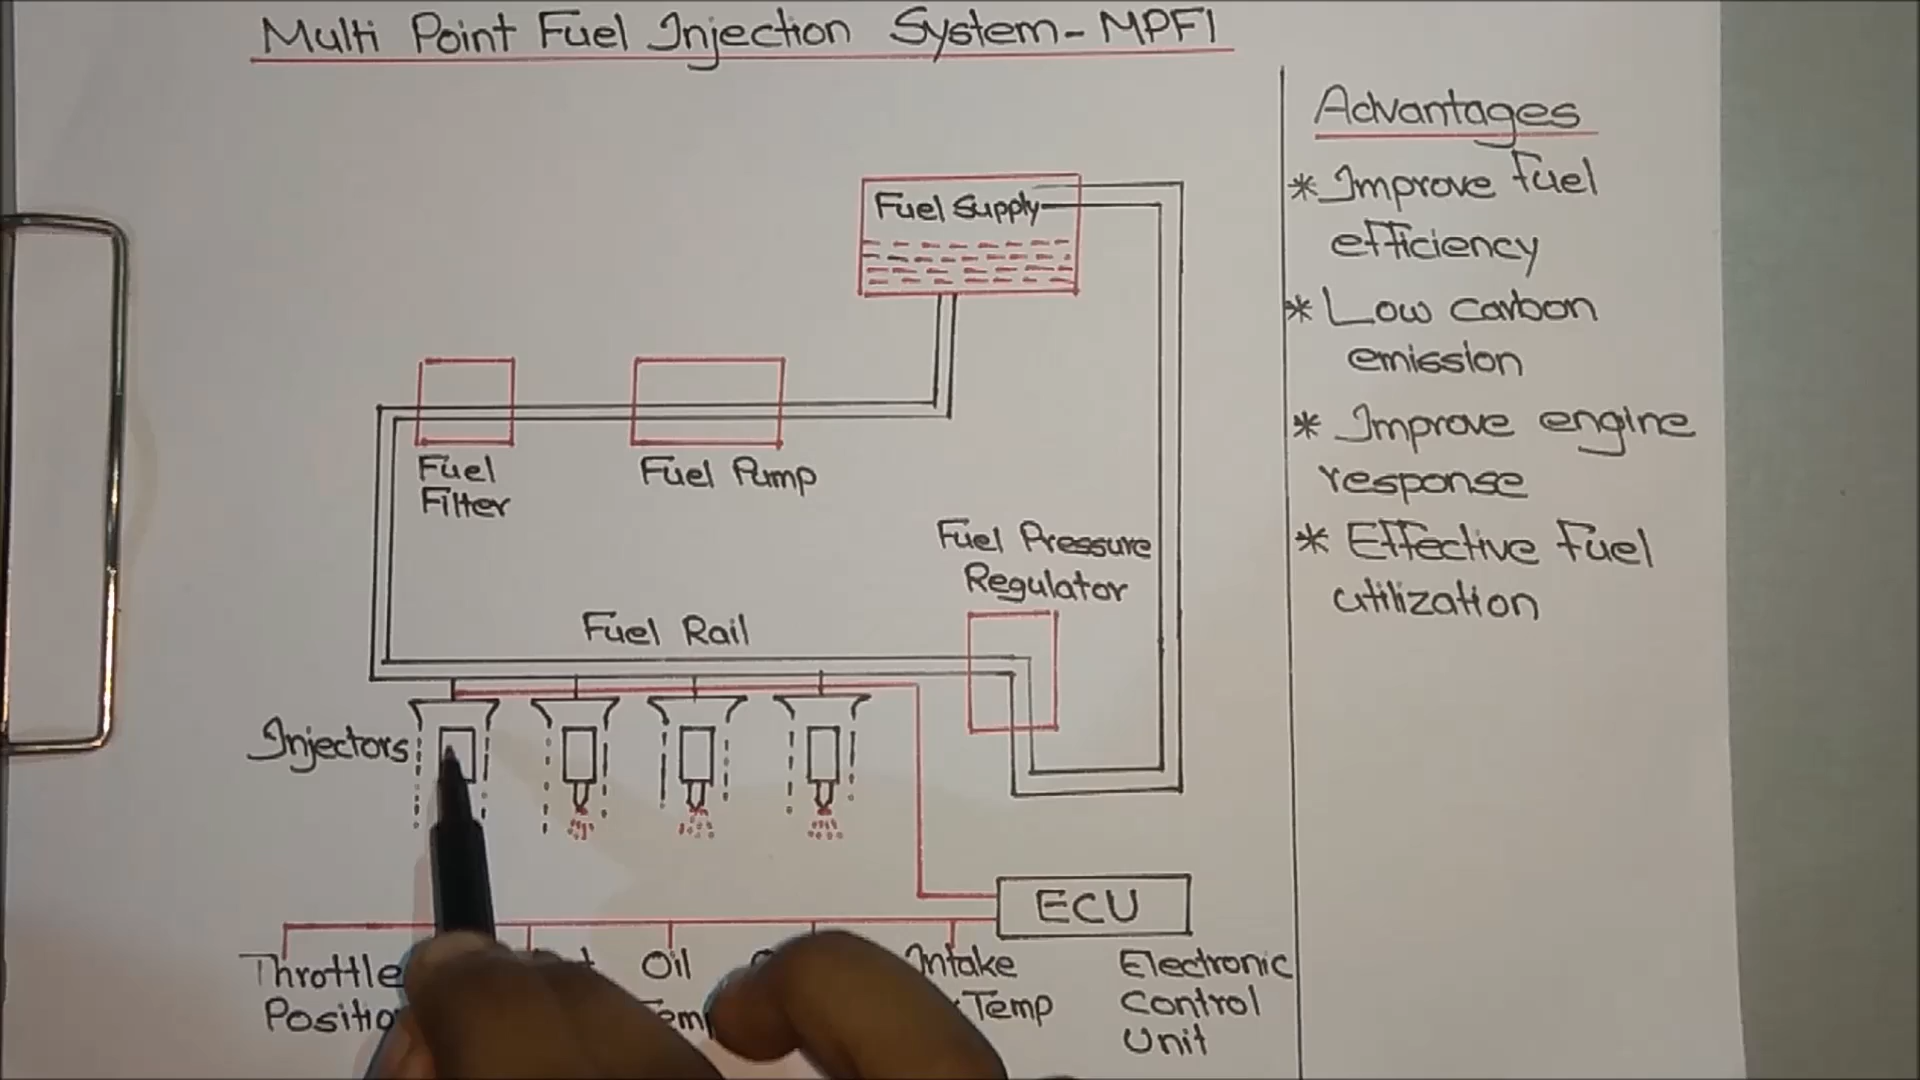 Multi Point Fuel Injection System - MPFI
Advantages
* Improve fuel
efficiency
* Low carbon
emission
* Improve engine
response
* Effective fuel
utilization
Fuel Supply
Fuel
Filter
Fuel Pump
Fuel Pressure
Regulator
Fuel Rail
Injectors
ECU
Throttle
Oil
Intake
Temp
Electronic
Control
Unit